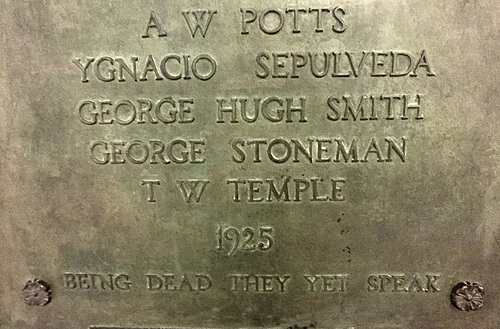 A W POTTS
YGNACIO SEPULVEDA
GEORGE HUGH SMITH
GEORGE STONEMAN
T W TEMPLE
1925
BEING DEAD THEY YET SPEAK